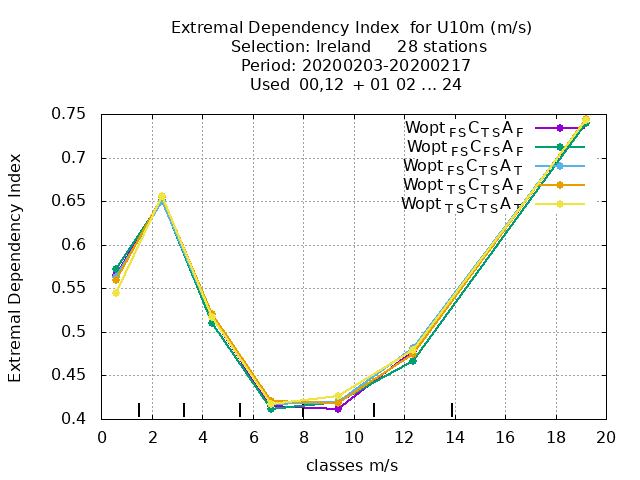 Extremal Dependency Index for U10m (m/s)
Selection: Ireland 28 stations
Period: 20200203-20200217
Used 00,12 + 01 02 ... 24
Extremal Dependency Index
0.75
0.7
0.65
0.6
0.55
0.5
0.45
0.4
Wopt FS C TS A F
Wopt FS C FS A F
Wopt FS C TS A T
Wopt TS C TS A F
Wopt TS C TS A T
0 2 4 6 8 10 12 14 16 18 20
classes m/s